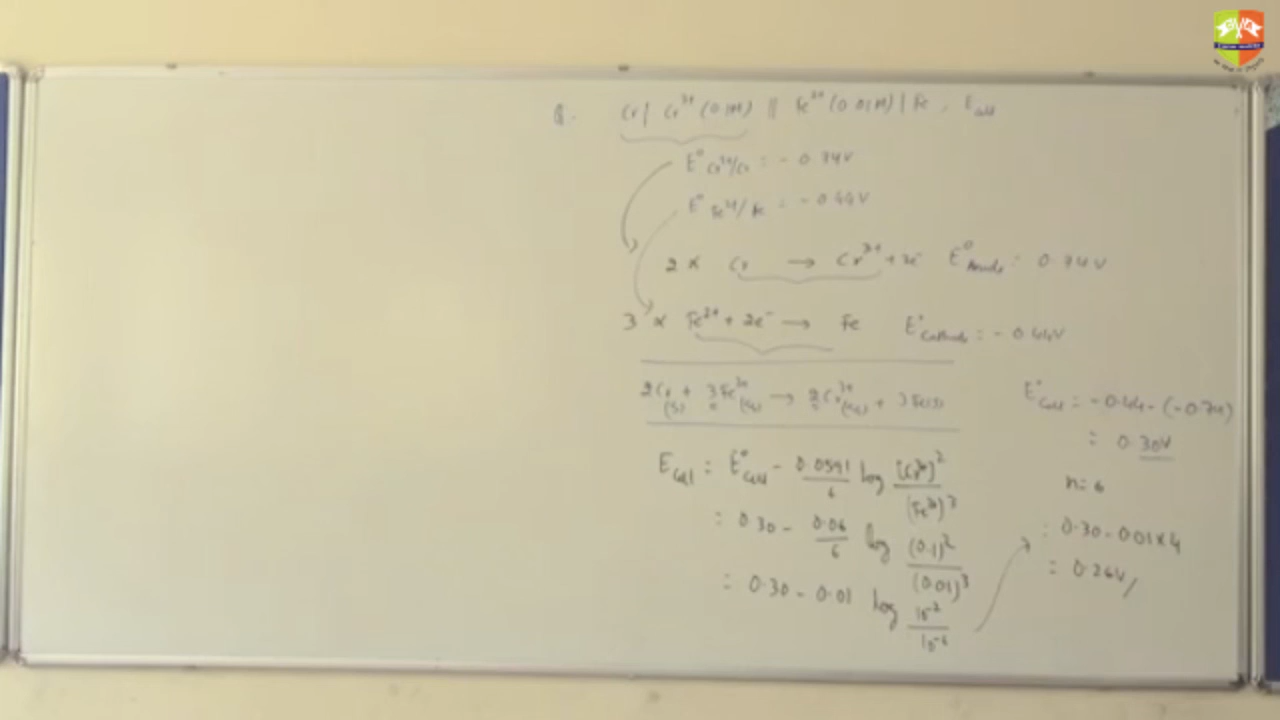 Q. Cr | Cr³⁺ (0.1M) || Fe²⁺ (0.01M) | Fe, E Cell
E° Cr³⁺/Cr = - 0.74V
E° Fe²⁺/Fe = - 0.44V
2 × Cr → Cr³⁺ + 3e⁻ E° Anode = 0.74V
3 × Fe²⁺ + 2e⁻ → Fe E° Cathode = - 0.44V
2Cr(s) + 3Fe²⁺ → 2Cr³⁺ + 3Fe(s)
E Cell = E° Cell - 0.0591/6 log [Cr³⁺]²/[Fe²⁺]³
= 0.30 - 0.06/6 log (0.1)²/(0.01)³
= 0.30 - 0.01 log 10⁻²/10⁻⁶
E° Cell = -0.44 - (-0.74)
= 0.30V
n = 6
= 0.30 - 0.01 × 4
= 0.26V